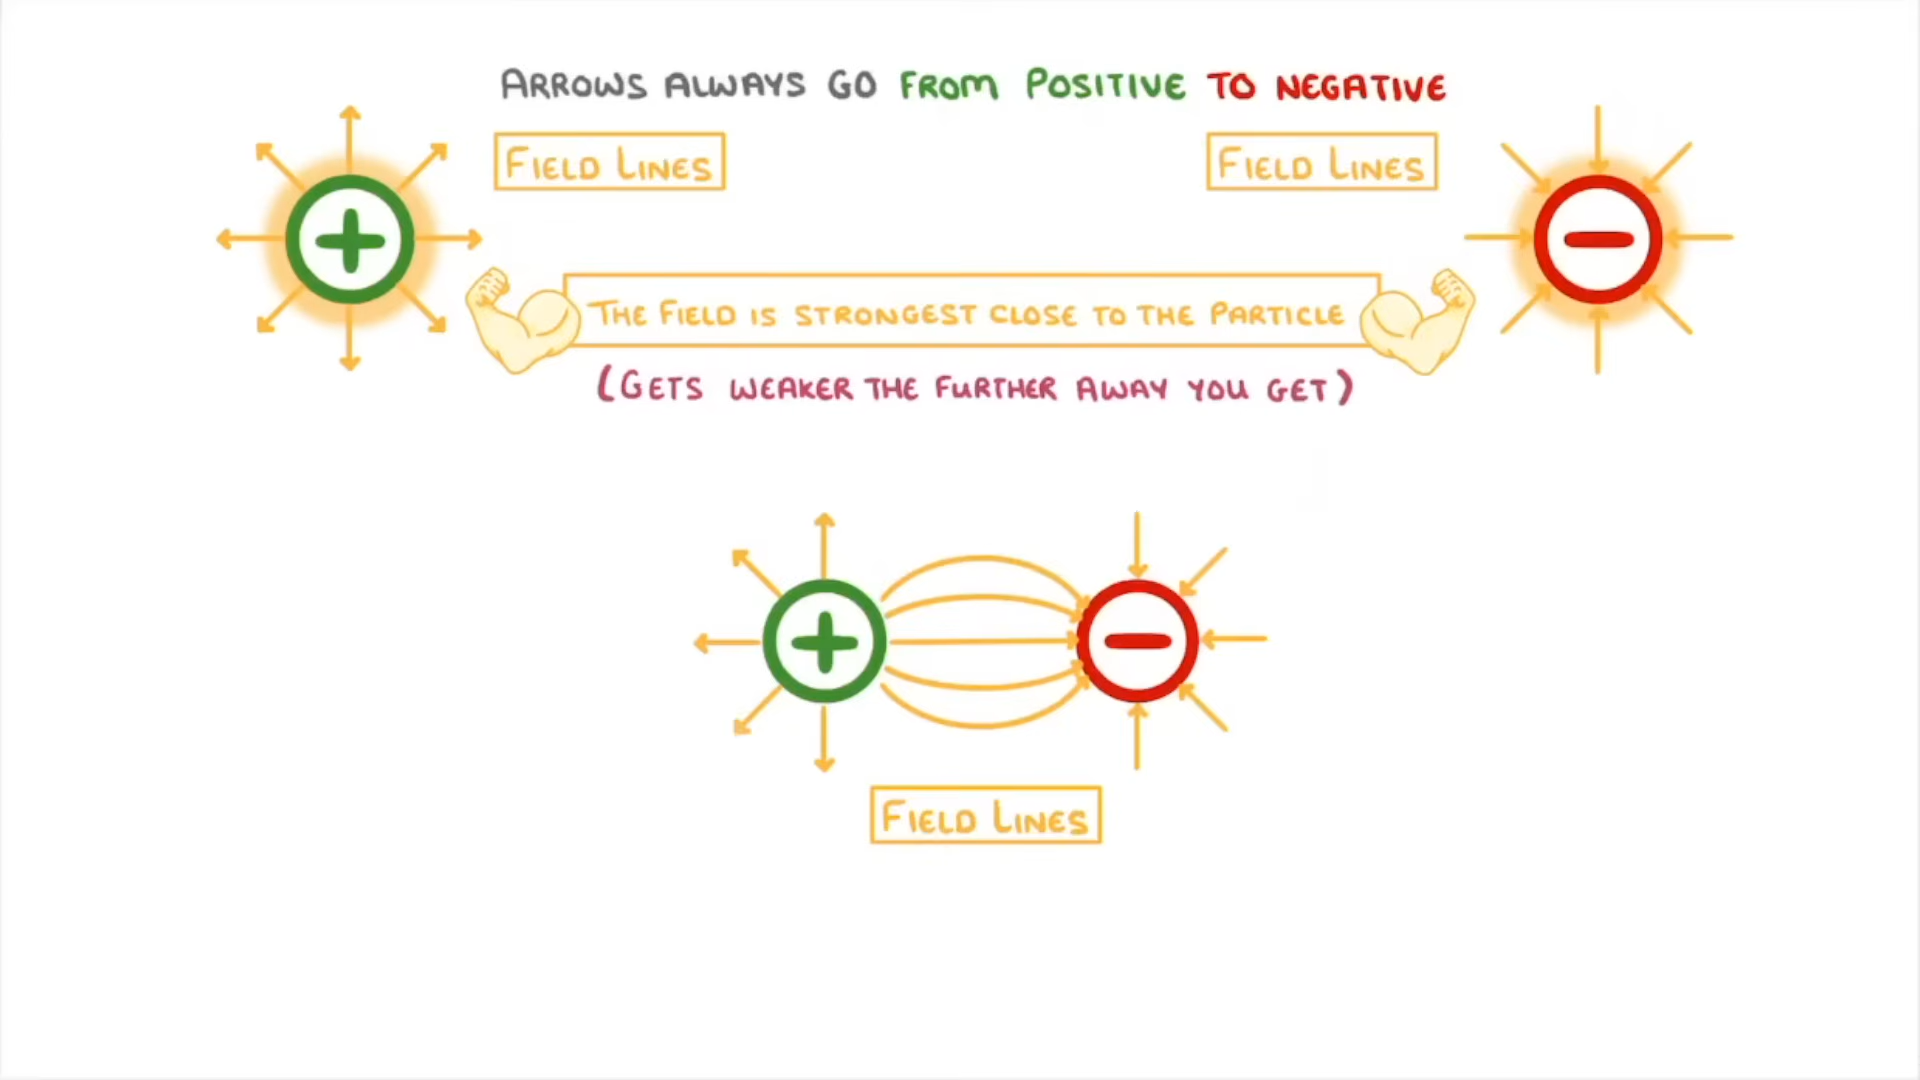 ARROWS ALWAYS GO FROM POSITIVE TO NEGATIVE
FIELD LINES
FIELD LINES
+
−
THE FIELD IS STRONGEST CLOSE TO THE PARTICLE
(GETS WEAKER THE FURTHER AWAY YOU GET)
+
−
FIELD LINES